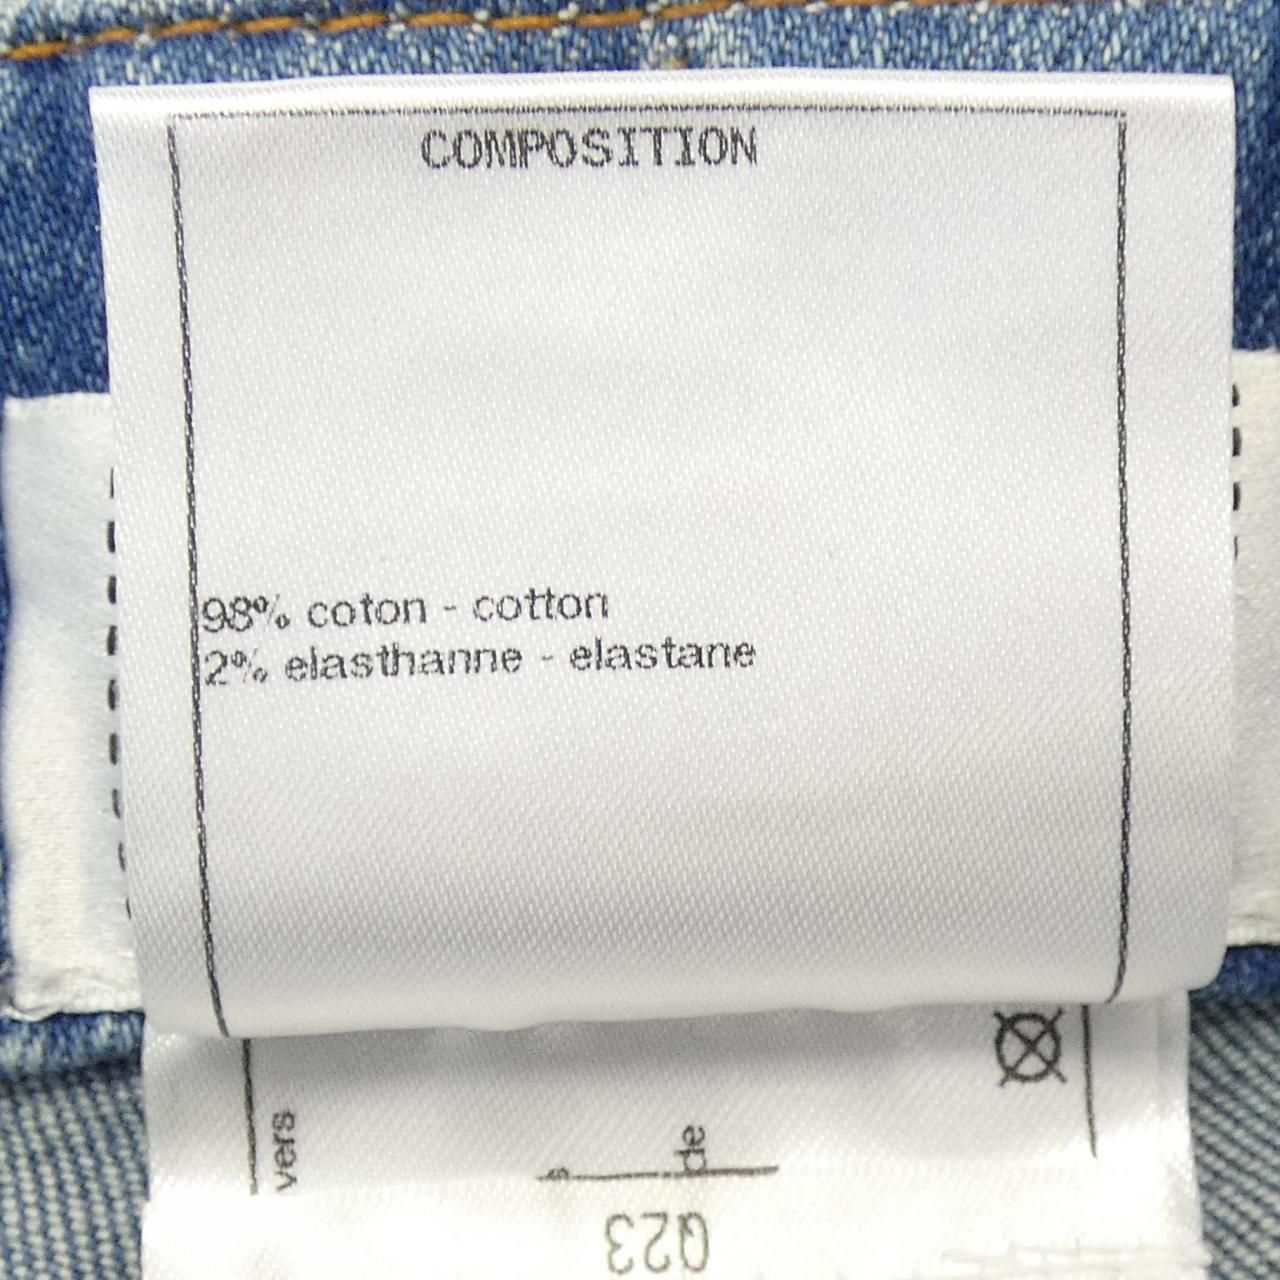 COMPOSITION
98% coton - cotton
2% elasthanne - elastane
vers
de
Q23